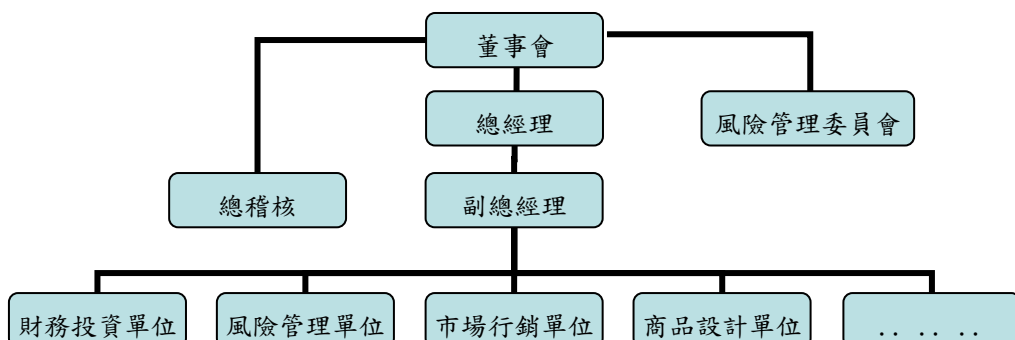 董事會
總經理
風險管理委員會
總稽核
副總經理
財務投資單位
風險管理單位
市場行銷單位
商品設計單位
.. .. ..